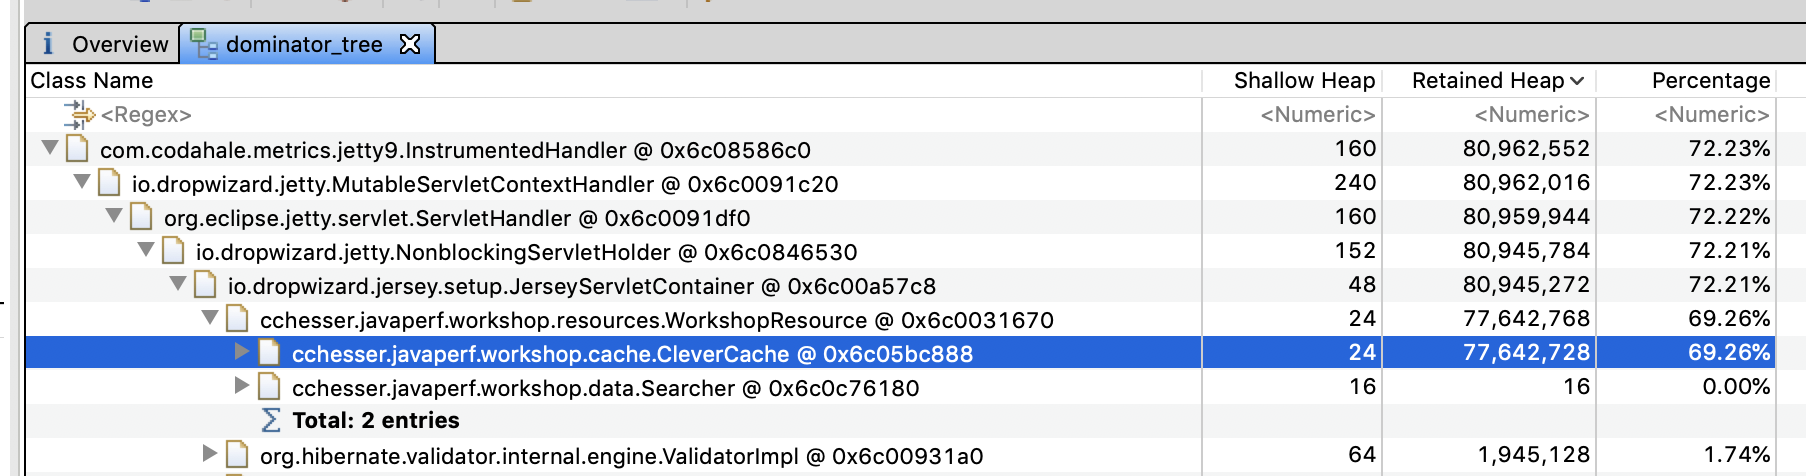 Overview dominator_tree
Class Name Shallow Heap Retained Heap Percentage
<Regex> <Numeric> <Numeric> <Numeric>
com.codahale.metrics.jetty9.InstrumentedHandler @ 0x6c08586c0 160 80,962,552 72.23%
io.dropwizard.jetty.MutableServletContextHandler @ 0x6c0091c20 240 80,962,016 72.23%
org.eclipse.jetty.servlet.ServletHandler @ 0x6c0091df0 160 80,959,944 72.22%
io.dropwizard.jetty.NonblockingServletHolder @ 0x6c0846530 152 80,945,784 72.21%
io.dropwizard.jersey.setup.JerseyServletContainer @ 0x6c00a57c8 48 80,945,272 72.21%
cchesser.javaperf.workshop.resources.WorkshopResource @ 0x6c0031670 24 77,642,768 69.26%
cchesser.javaperf.workshop.cache.CleverCache @ 0x6c05bc888 24 77,642,728 69.26%
cchesser.javaperf.workshop.data.Searcher @ 0x6c0c76180 16 16 0.00%
Total: 2 entries
org.hibernate.validator.internal.engine.ValidatorImpl @ 0x6c00931a0 64 1,945,128 1.74%